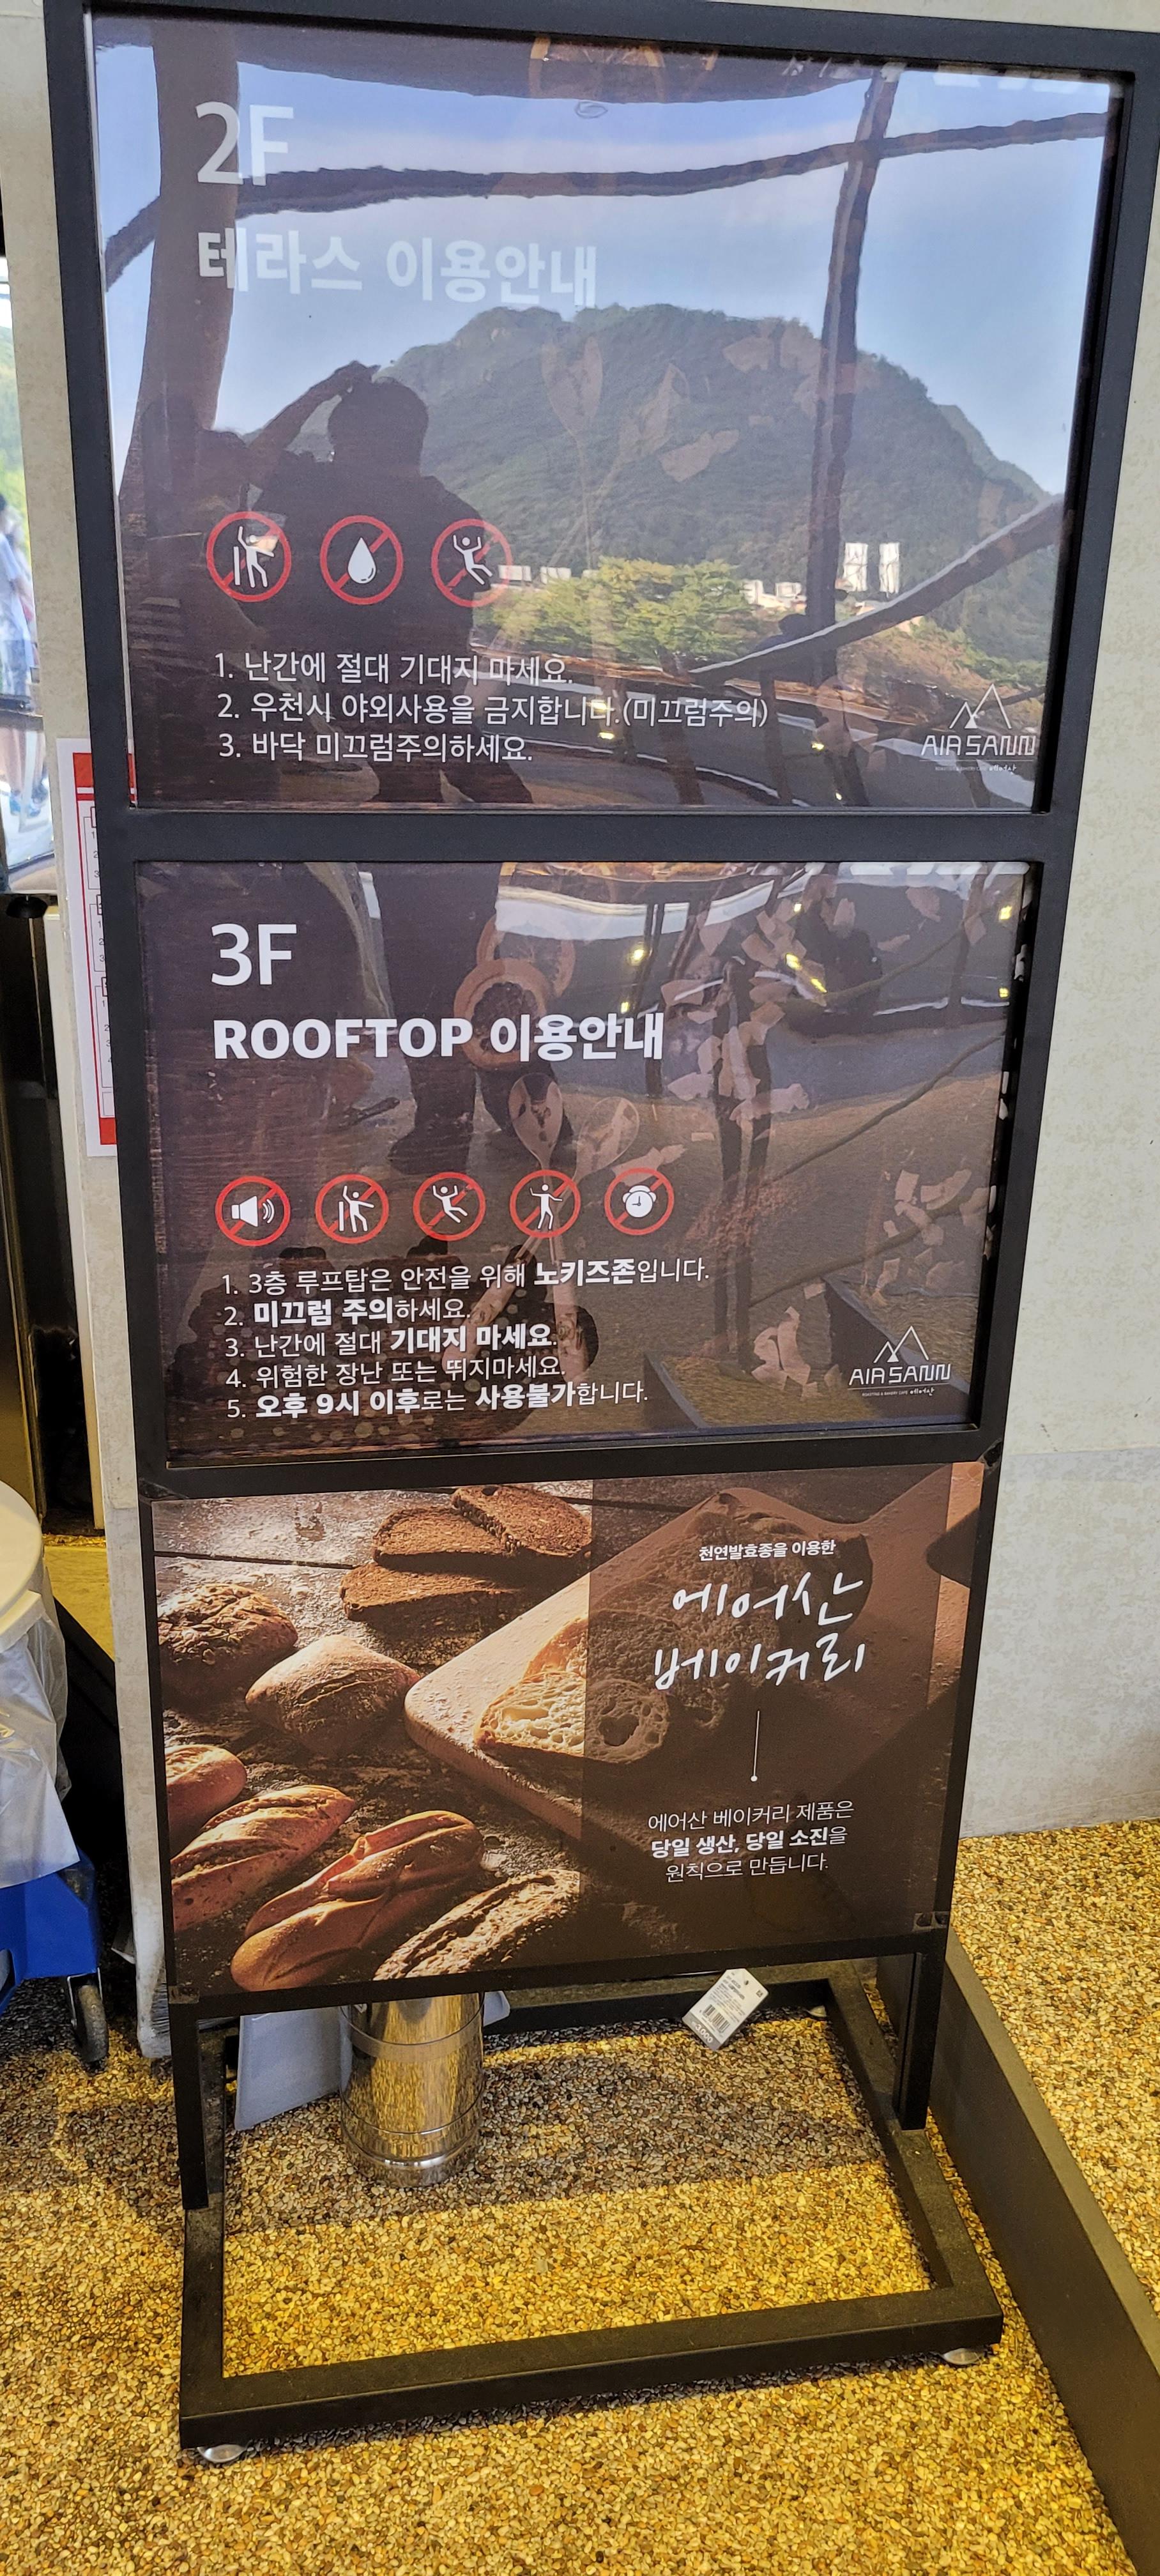 2F
테라스 이용안내
1. 난간에 절대 기대지 마세요.
2. 우천시 야외사용을 금지합니다.(미끄럼주의)
3. 바닥 미끄럼주의하세요.
AIR SANN
에어산
3F
ROOFTOP 이용안내
1. 3층 루프탑은 안전을 위해 노키즈존입니다.
2. 미끄럼 주의하세요.
3. 난간에 절대 기대지 마세요.
4. 위험한 장난 또는 뛰지마세요.
5. 오후 9시 이후로는 사용불가합니다.
AIR SANN
ROASTING & BAKERY CAFE 에어산
천연발효종을 이용한
에어산
베이커리
에어산 베이커리 제품은
당일 생산, 당일 소진을
원칙으로 만듭니다.